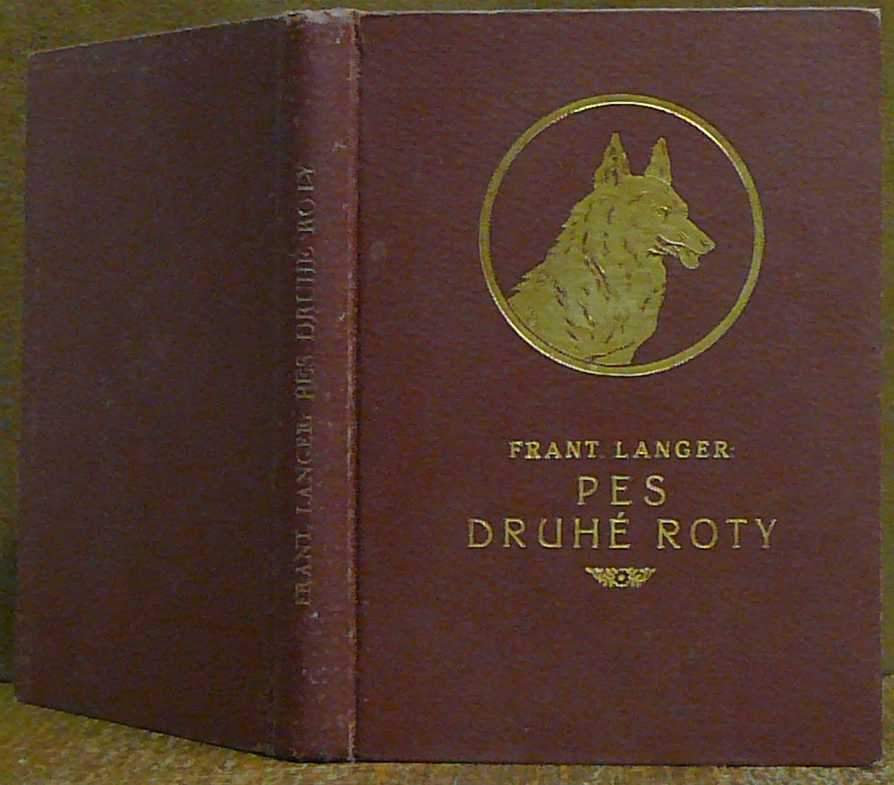 FRANT. LANGER: PES DRUHÉ ROTY
FRANT. LANGER:
PES
DRUHÉ ROTY